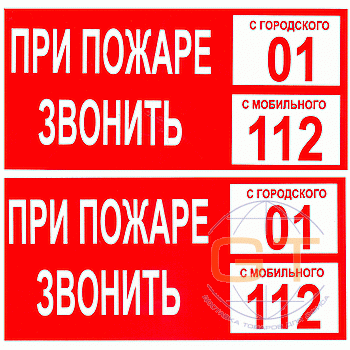 ПРИ ПОЖАРЕ
ЗВОНИТЬ
С ГОРОДСКОГО
01
С МОБИЛЬНОГО
112
ПРИ ПОЖАРЕ
ЗВОНИТЬ
С ГОРОДСКОГО
01
С МОБИЛЬНОГО
112